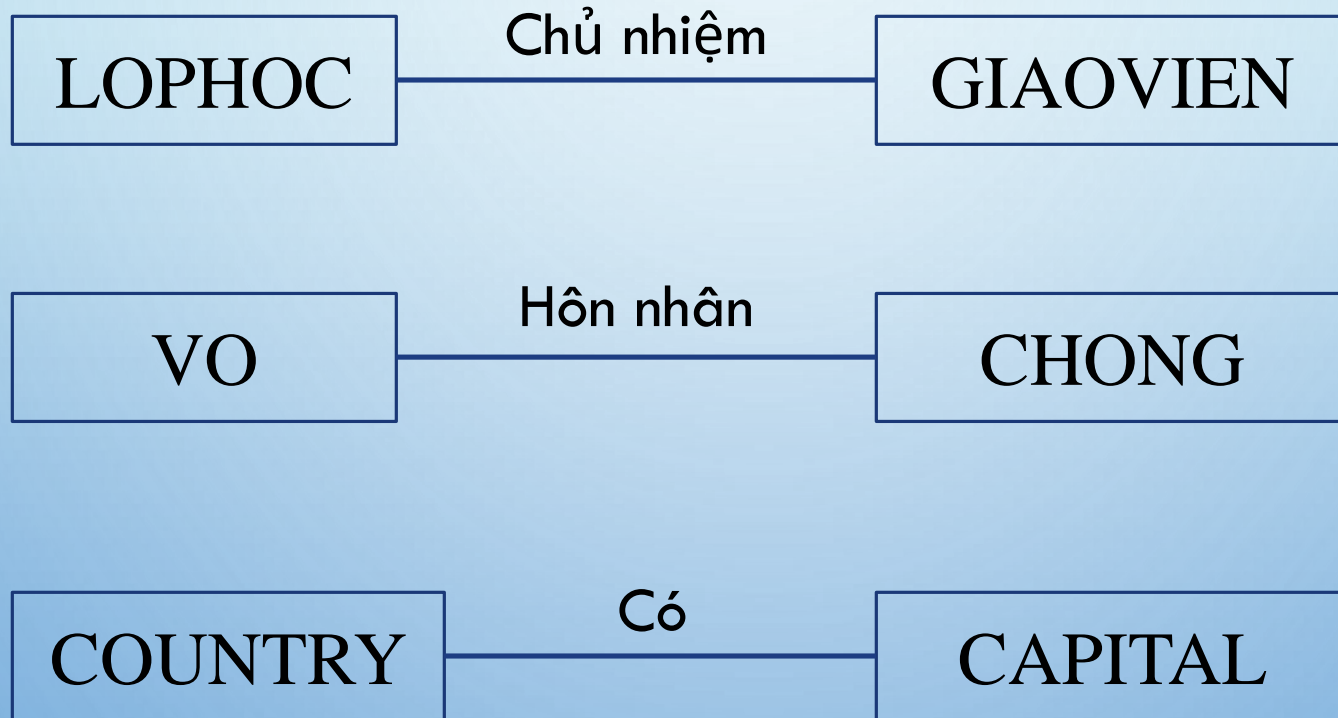 Chủ nhiệm
LOPHOC
GIAOVIEN
Hôn nhân
VO
CHONG
Có
COUNTRY
CAPITAL